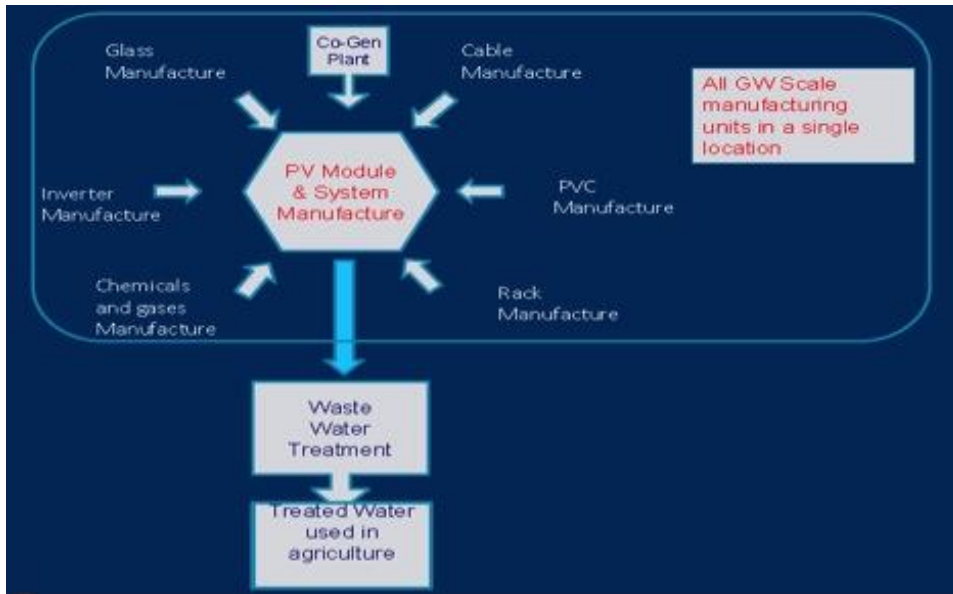 Glass
Manufacture
Co-Gen
Plant
Cable
Manufacture
All GW Scale
manufacturing
units in a single
location
PV Module
& System
Manufacture
Inverter
Manufacture
PVC
Manufacture
Chemicals
and gases
Manufacture
Rack
Manufacture
Waste
Water
Treatment
Treated Water
used in
agriculture